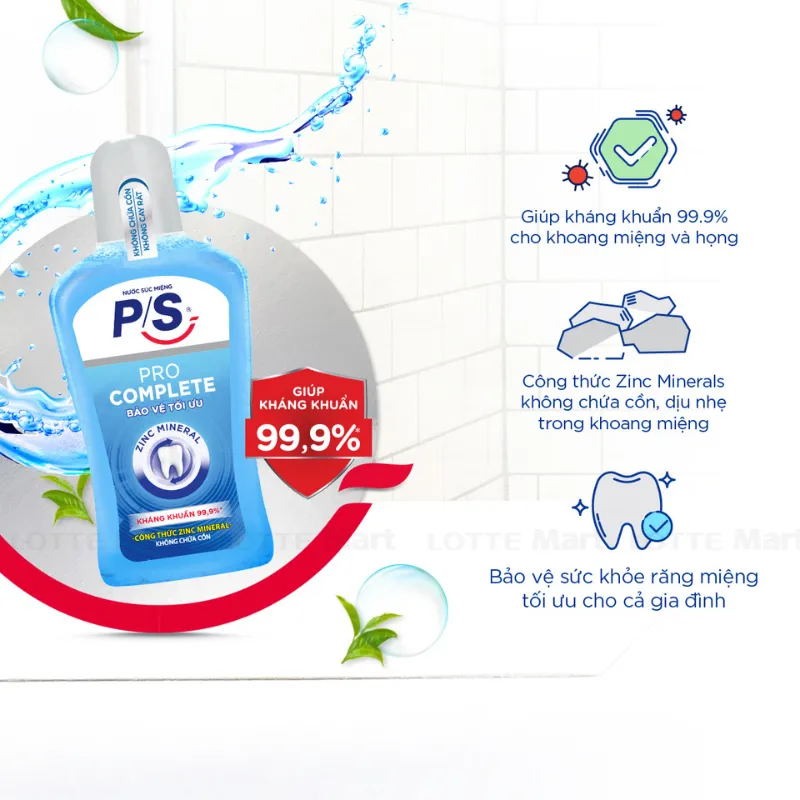 KHÔNG CHỨA CỒN
KHÔNG CAY RÁT
NƯỚC SÚC MIỆNG
P/S®
PRO
COMPLETE
BẢO VỆ TỐI ƯU
ZINC MINERAL
KHÁNG KHUẨN 99,9%*
CÔNG THỨC ZINC MINERAL
KHÔNG CHỨA CỒN
GIÚP
KHÁNG KHUẨN
99,9%*
Giúp kháng khuẩn 99.9%
cho khoang miệng và họng
Công thức Zinc Minerals
không chứa cồn, dịu nhẹ
trong khoang miệng
Bảo vệ sức khỏe răng miệng
tối ưu cho cả gia đình
LOTTE Mart
LOTTE Mart
LOTTE Mart